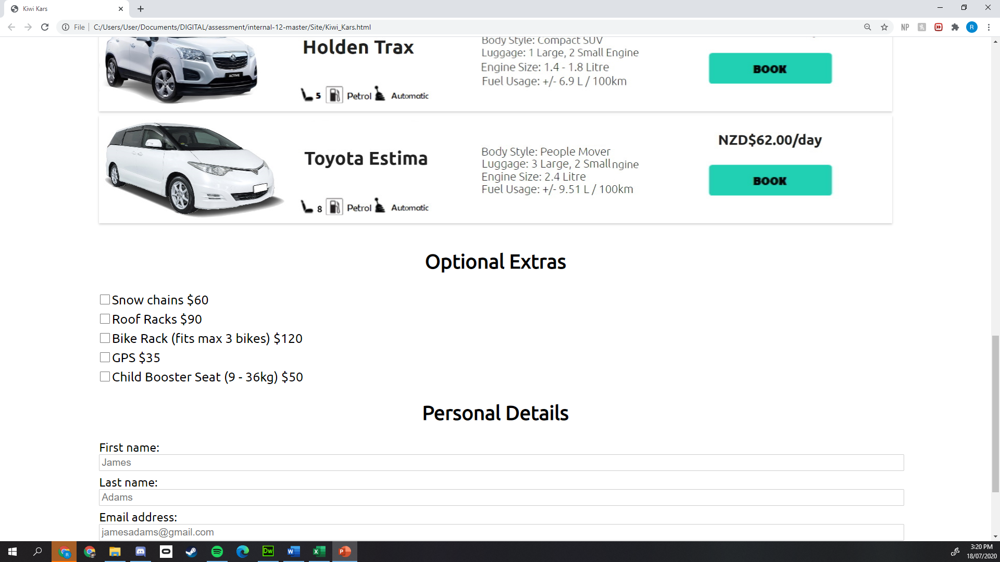 Kiwi Kars
File
C:/Users/User/Documents/DIGITAL/assessment/internal-12-master/Site/Kiwi_Kars.html
NP
R
ACTIVE
Holden Trax
5 Petrol Automatic
Body Style: Compact SUV
Luggage: 1 Large, 2 Small Engine
Engine Size: 1.4 - 1.8 Litre
Fuel Usage: +/- 6.9 L / 100km
BOOK
Toyota Estima
8 Petrol Automatic
Body Style: People Mover
Luggage: 3 Large, 2 Small ngine
Engine Size: 2.4 Litre
Fuel Usage: +/- 9.51 L / 100km
NZD$62.00/day
BOOK
Optional Extras
Snow chains $60
Roof Racks $90
Bike Rack (fits max 3 bikes) $120
GPS $35
Child Booster Seat (9 - 36kg) $50
Personal Details
First name:
James
Last name:
Adams
Email address:
jamesadams@gmail.com
R
Dw
W
X
P
3:20 PM
18/07/2020